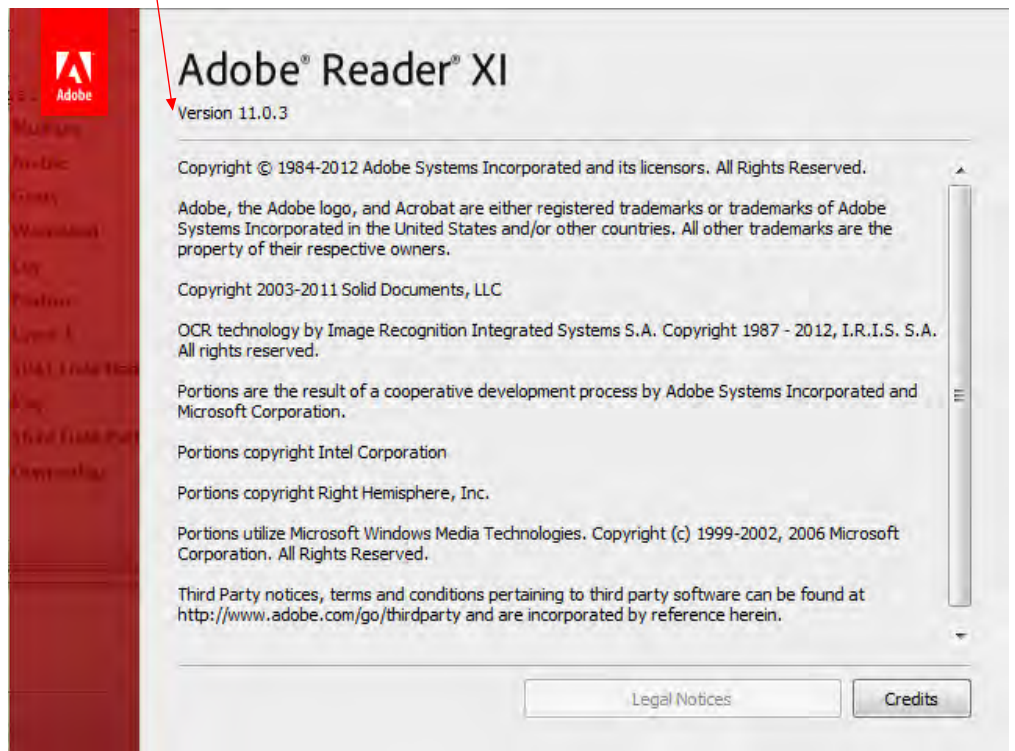 Adobe
Adobe® Reader® XI
Version 11.0.3
Copyright © 1984-2012 Adobe Systems Incorporated and its licensors. All Rights Reserved.
Adobe, the Adobe logo, and Acrobat are either registered trademarks or trademarks of Adobe
Systems Incorporated in the United States and/or other countries. All other trademarks are the
property of their respective owners.
Copyright 2003-2011 Solid Documents, LLC
OCR technology by Image Recognition Integrated Systems S.A. Copyright 1987 - 2012, I.R.I.S. S.A.
All rights reserved.
Portions are the result of a cooperative development process by Adobe Systems Incorporated and
Microsoft Corporation.
Portions copyright Intel Corporation
Portions copyright Right Hemisphere, Inc.
Portions utilize Microsoft Windows Media Technologies. Copyright (c) 1999-2002, 2006 Microsoft
Corporation. All Rights Reserved.
Third Party notices, terms and conditions pertaining to third party software can be found at
http://www.adobe.com/go/thirdparty and are incorporated by reference herein.
Legal Notices
Credits